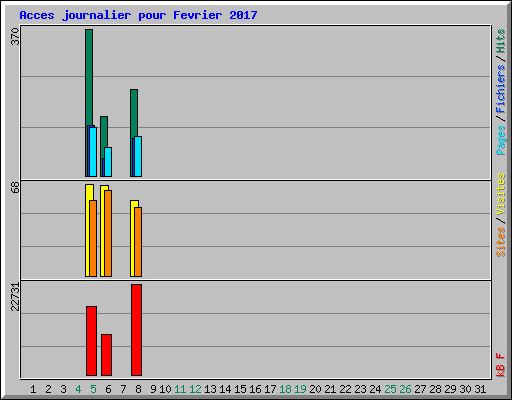 Acces journalier pour Fevrier 2017
370
68
22731
Pages/Fichiers/Hits
Sites/Visites
kB F
1 2 3 4 5 6 7 8 9 10 11 12 13 14 15 16 17 18 19 20 21 22 23 24 25 26 27 28 29 30 31